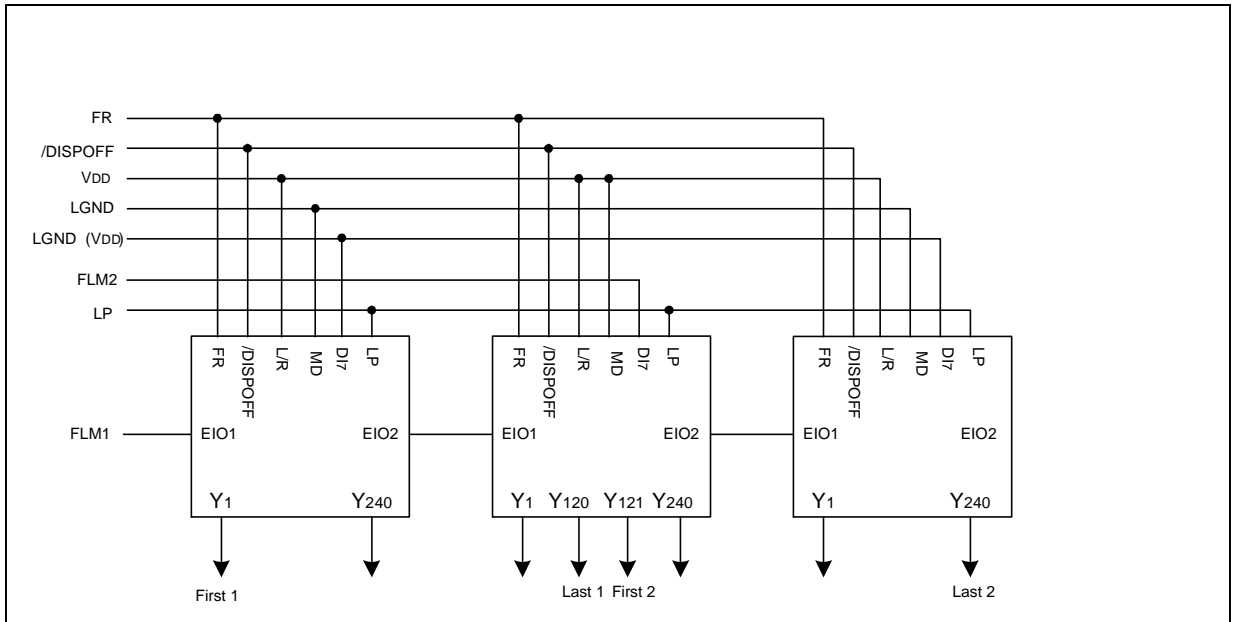 FR
/DISPOFF
VDD
LGND
LGND (VDD)
FLM2
LP
FR /DISPOFF L/R MD DI7 LP
FR /DISPOFF L/R MD DI7 LP
FR /DISPOFF L/R MD DI7 LP
FLM1 EIO1 EIO2 EIO1 EIO2 EIO1 EIO2
Y1 Y240 Y1 Y120 Y121 Y240 Y1 Y240
First 1 Last 1 First 2 Last 2